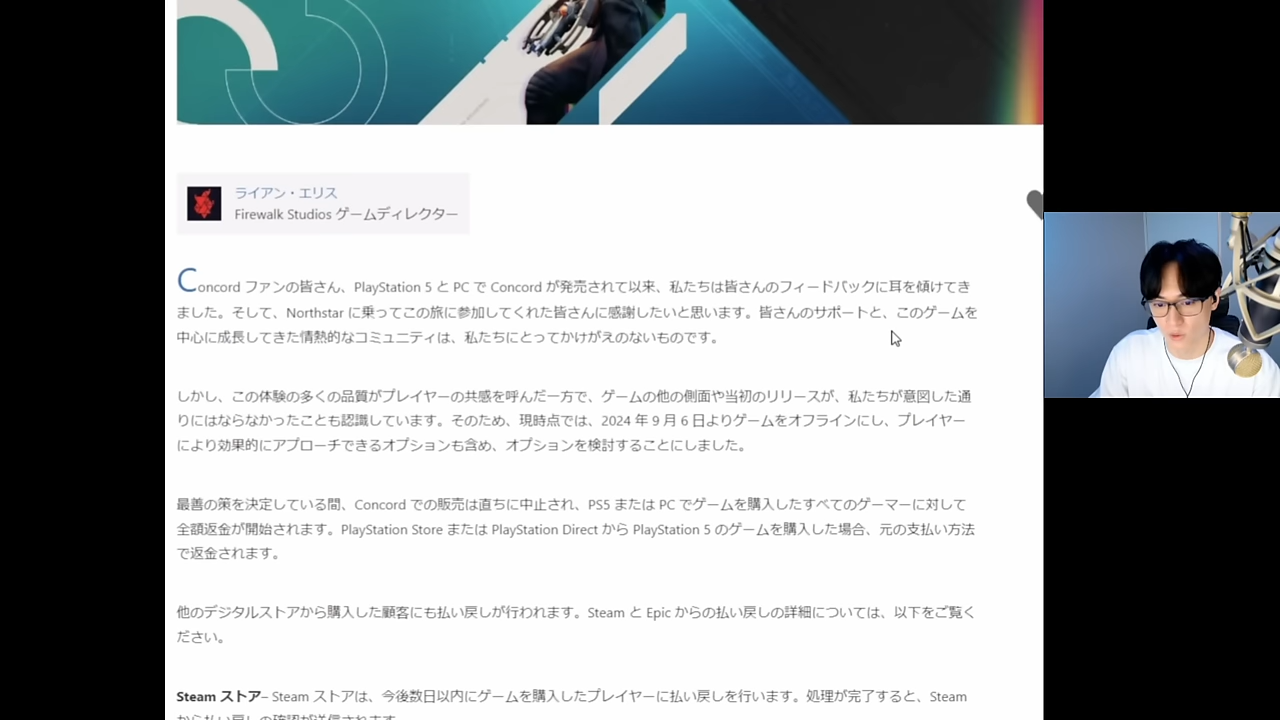 ライアン・エリス
Firewalk Studios ゲームディレクター
Concord ファンの皆さん、PlayStation 5 と PC で Concord が発売されて以来、私たちは皆さんのフィードバックに耳を傾けてき
ました。そして、Northstar に乗ってこの旅に参加してくれた皆さんに感謝したいと思います。皆さんのサポートと、このゲームを
中心に成長してきた情熱的なコミュニティは、私たちにとってかけがえのないものです。
しかし、この体験の多くの品質がプレイヤーの共感を呼んだ一方で、ゲームの他の側面や当初のリリースが、私たちが意図した通
りにはならなかったことも認識しています。そのため、現時点では、2024 年 9 月 6 日よりゲームをオフラインにし、プレイヤー
により効果的にアプローチできるオプションも含め、オプションを検討することにしました。
最善の策を決定している間、Concord での販売は直ちに中止され、PS5 または PC でゲームを購入したすべてのゲーマーに対して
全額返金が開始されます。PlayStation Store または PlayStation Direct から PlayStation 5 のゲームを購入した場合、元の支払い方法
で返金されます。
他のデジタルストアから購入した顧客にも払い戻しが行われます。Steam と Epic からの払い戻しの詳細については、以下をご覧く
ださい。
Steam ストア– Steam ストアは、今後数日以内にゲームを購入したプレイヤーに払い戻しを行います。処理が完了すると、Steam
から払い戻しの確認が送信されます。